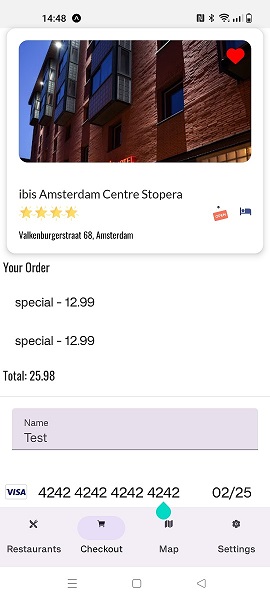 14:48
ibis Amsterdam Centre Stopera
OPEN
Valkenburgerstraat 68, Amsterdam
Your Order
special - 12.99
special - 12.99
Total: 25.98
Name
Test
VISA 4242 4242 4242 4242 02/25
Restaurants Checkout Map Settings